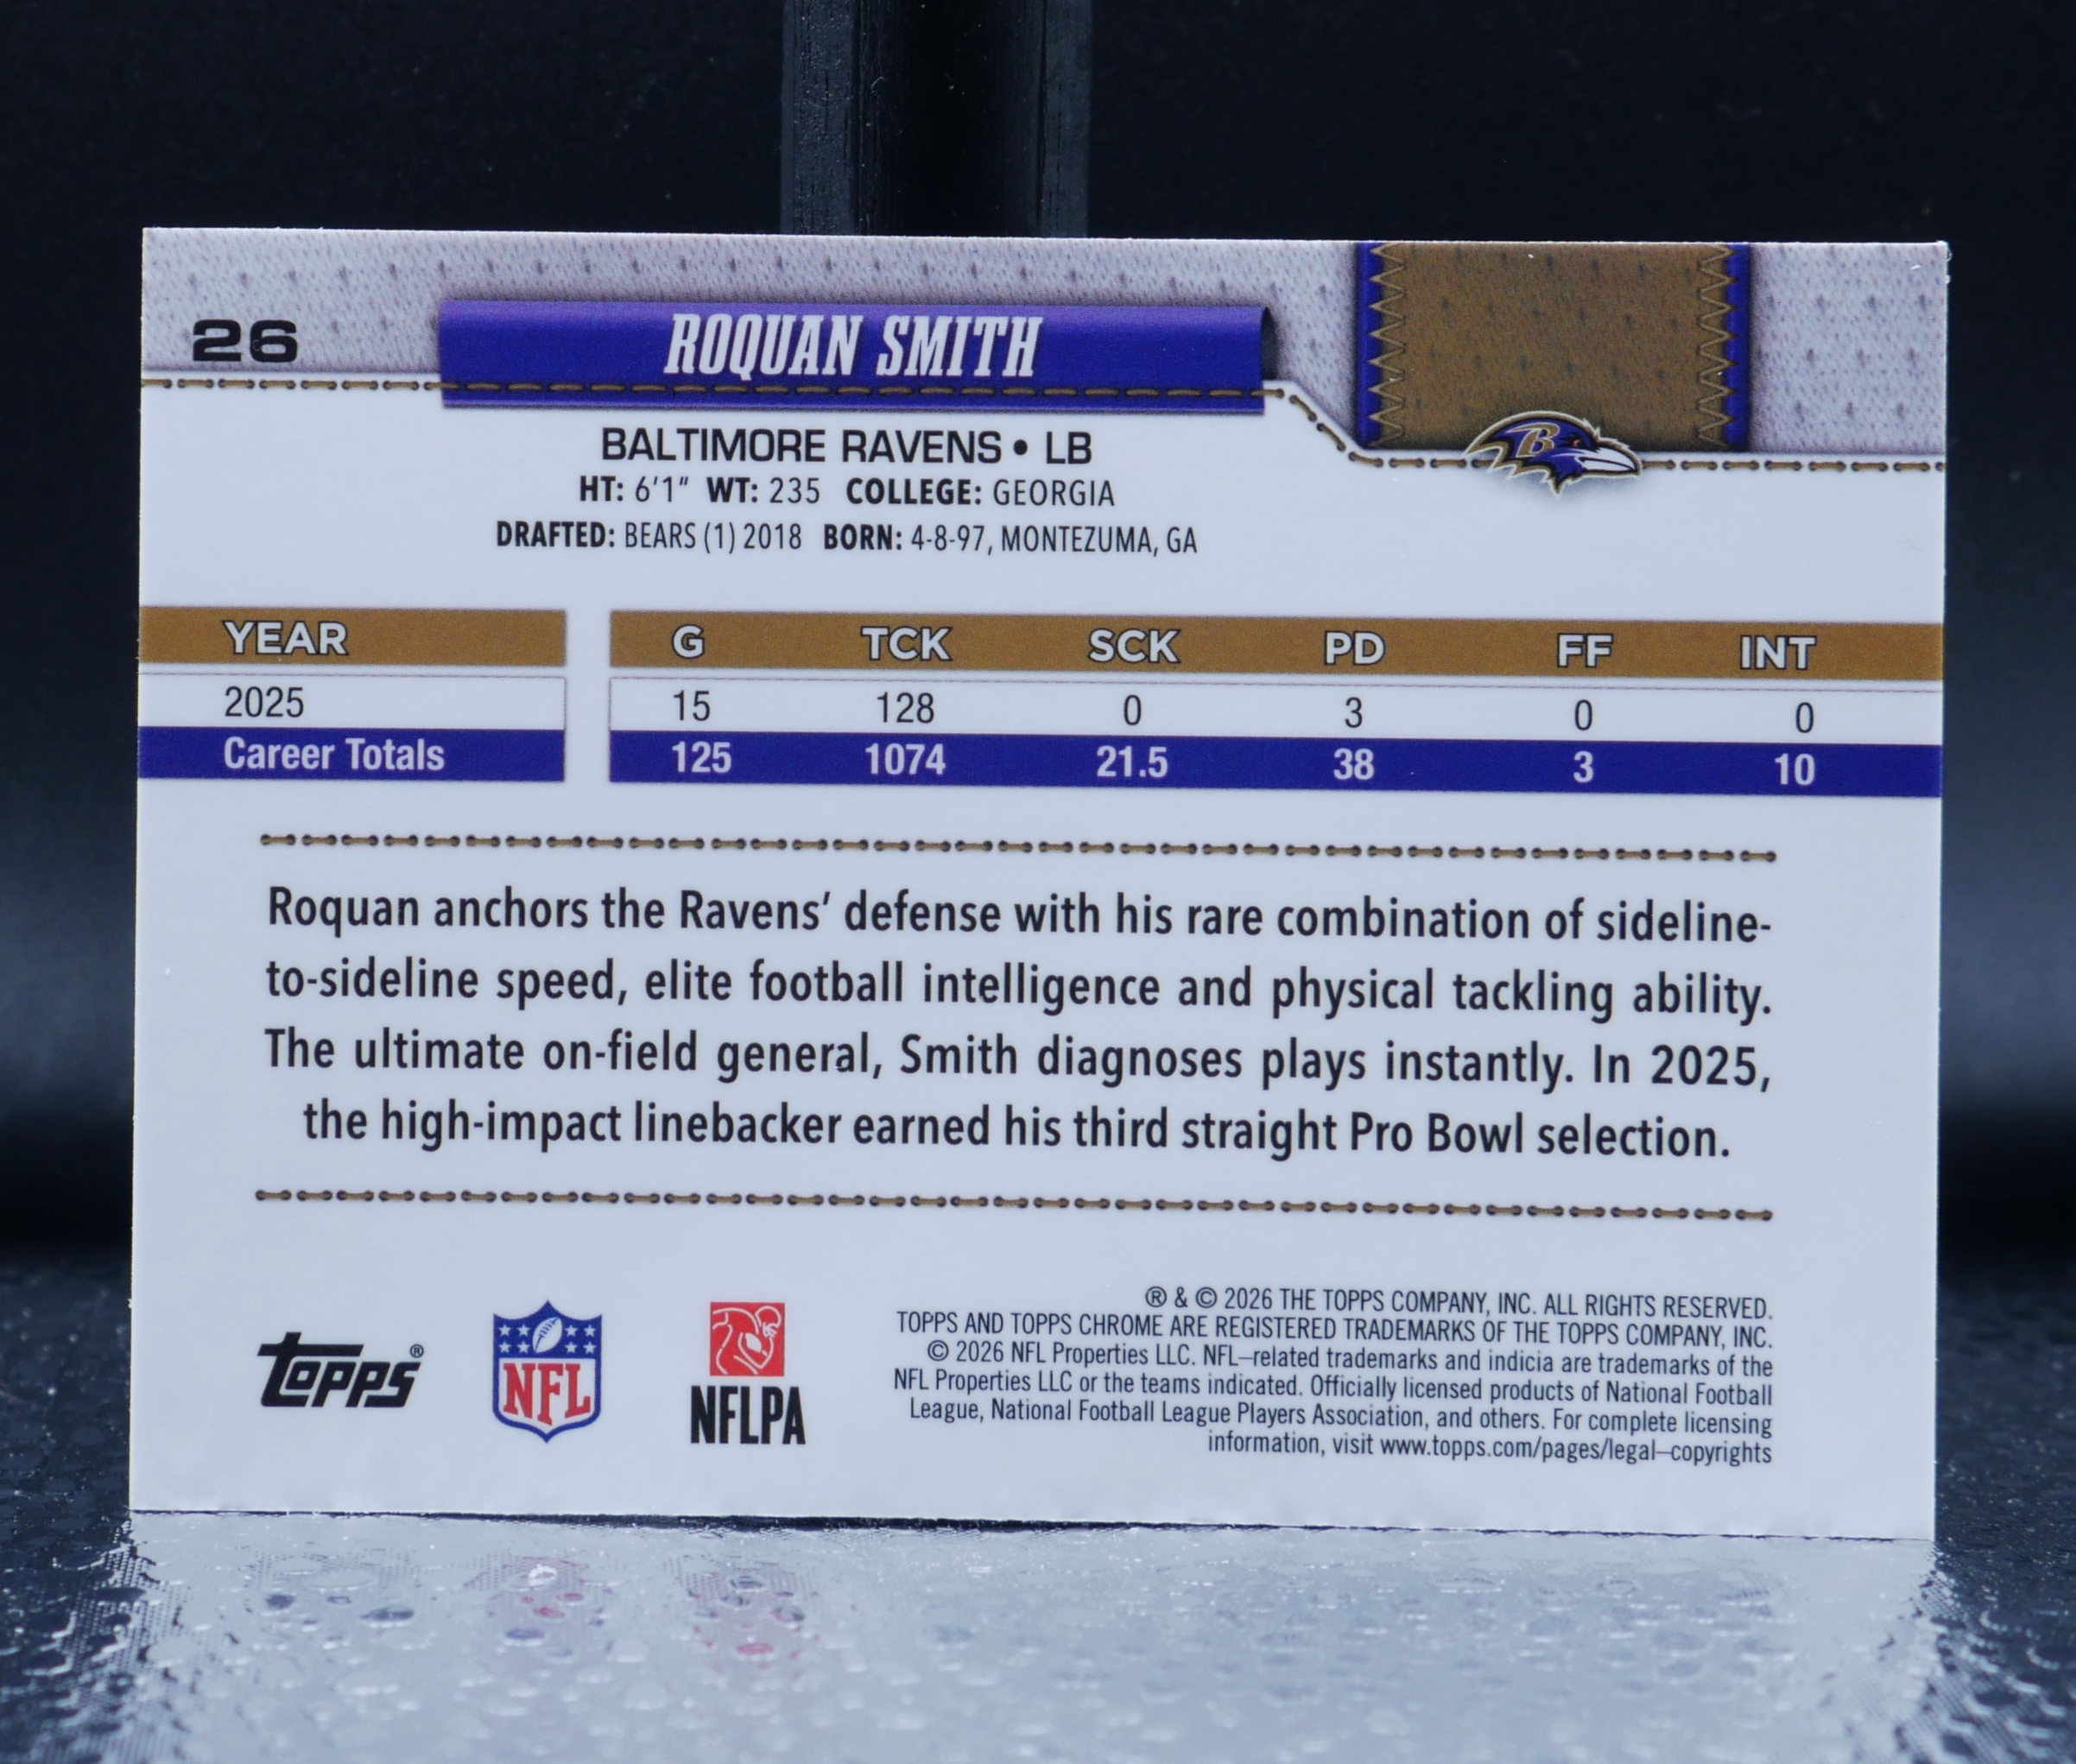 26
ROQUAN SMITH
BALTIMORE RAVENS • LB
HT: 6'1" WT: 235 COLLEGE: GEORGIA
DRAFTED: BEARS (1) 2018 BORN: 4-8-97, MONTEZUMA, GA
B
YEAR G TCK SCK PD FF INT
2025 15 128 0 3 0 0
Career Totals 125 1074 21.5 38 3 10
Roquan anchors the Ravens' defense with his rare combination of sideline-
to-sideline speed, elite football intelligence and physical tackling ability.
The ultimate on-field general, Smith diagnoses plays instantly. In 2025,
the high-impact linebacker earned his third straight Pro Bowl selection.
topps®
NFL
NFLPA
® & © 2026 THE TOPPS COMPANY, INC. ALL RIGHTS RESERVED.
TOPPS AND TOPPS CHROME ARE REGISTERED TRADEMARKS OF THE TOPPS COMPANY, INC.
© 2026 NFL Properties LLC. NFL–related trademarks and indicia are trademarks of the
NFL Properties LLC or the teams indicated. Officially licensed products of National Football
League, National Football League Players Association, and others. For complete licensing
information, visit www.topps.com/pages/legal–copyrights